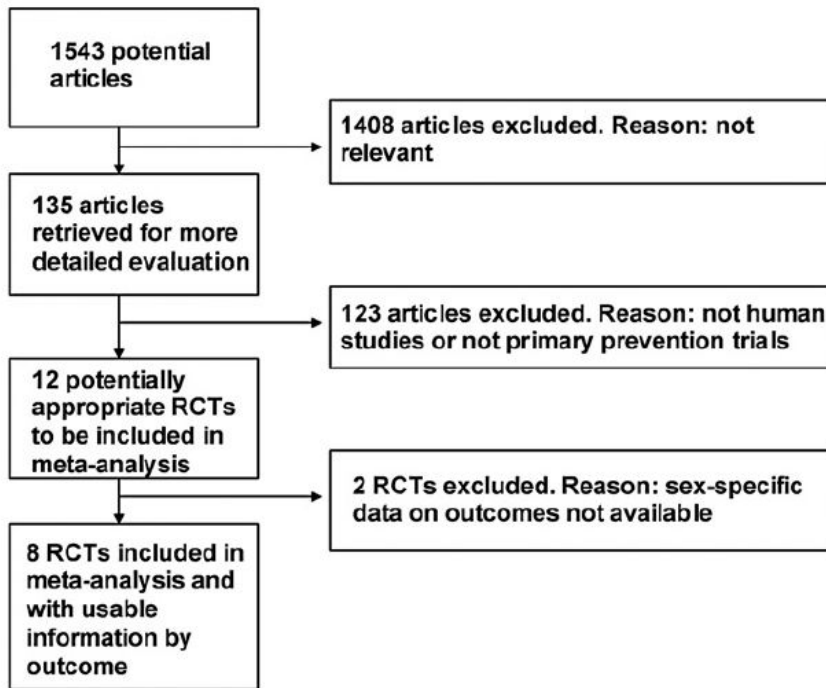 1543 potential
articles
1408 articles excluded. Reason: not
relevant
135 articles
retrieved for more
detailed evaluation
123 articles excluded. Reason: not human
studies or not primary prevention trials
12 potentially
appropriate RCTs
to be included in
meta-analysis
2 RCTs excluded. Reason: sex-specific
data on outcomes not available
8 RCTs included in
meta-analysis and
with usable
information by
outcome